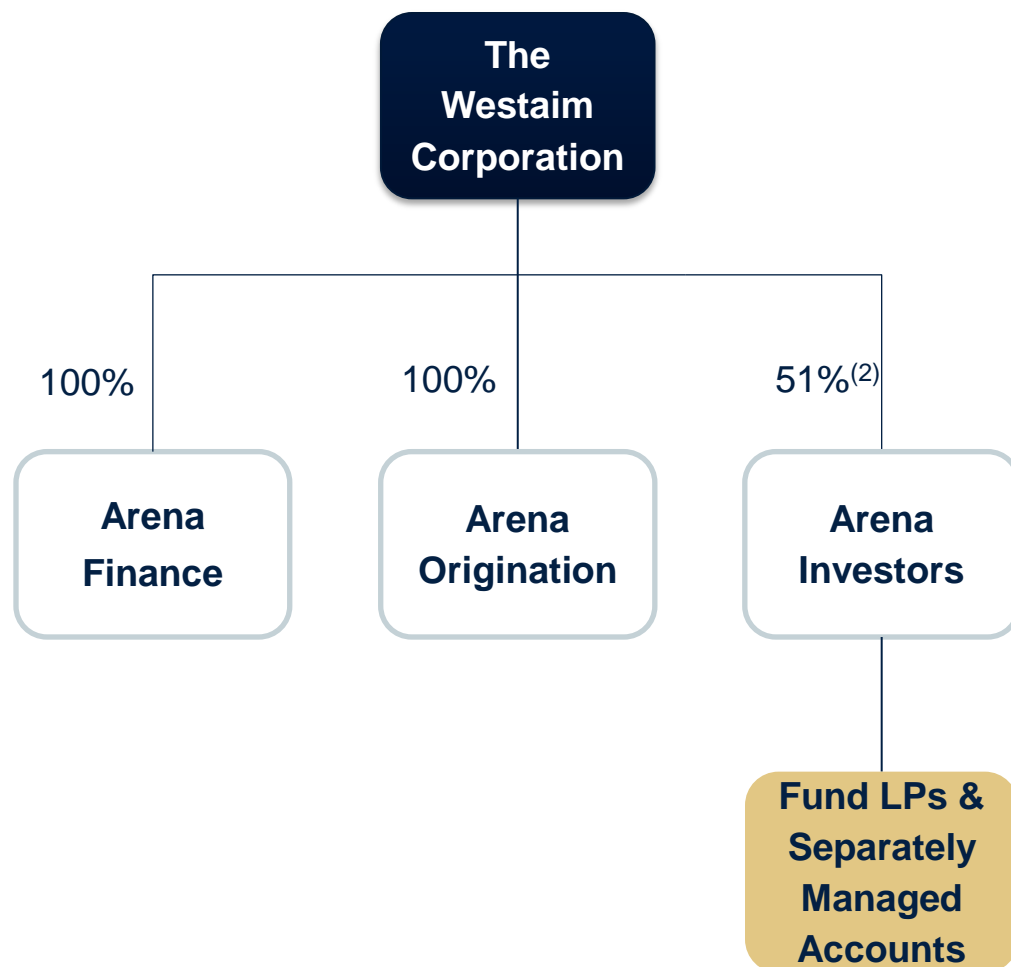 The
Westaim
Corporation
100%
100%
51%(2)
Arena
Finance
Arena
Origination
Arena
Investors
Fund LPs &
Separately
Managed
Accounts